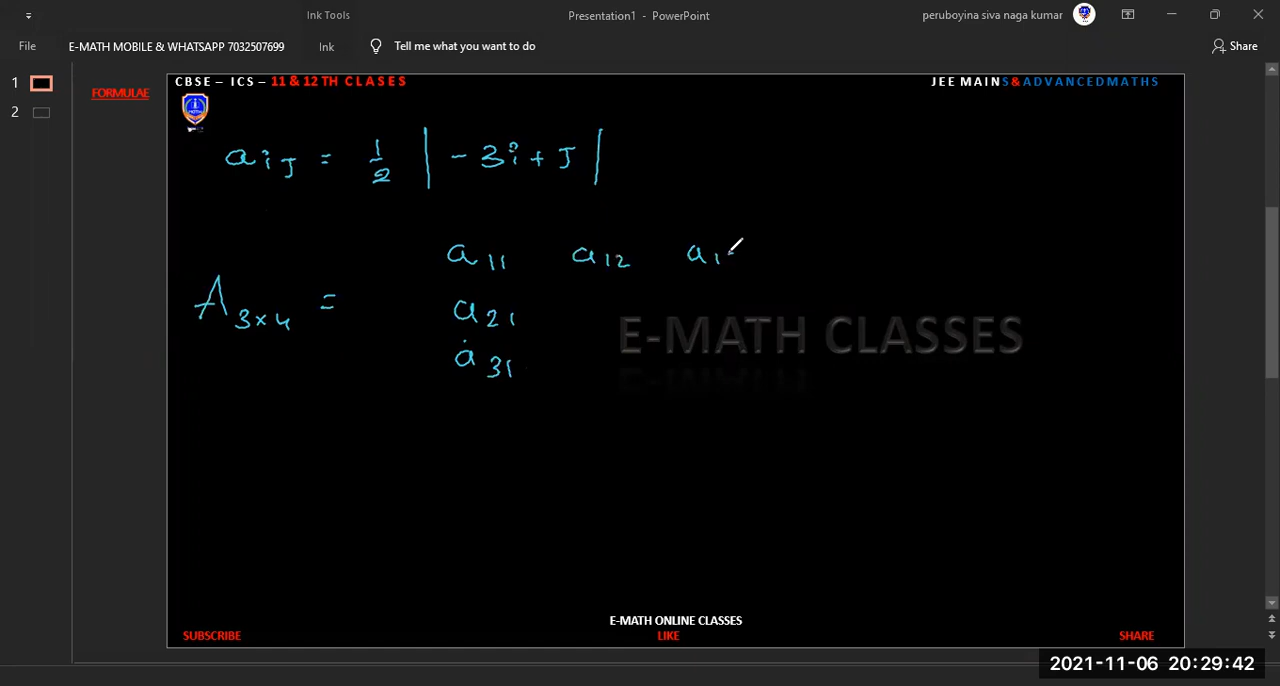 Ink Tools
Presentation1 - PowerPoint
peruboyina siva naga kumar
File
E-MATH MOBILE & WHATSAPP 7032507699
Ink
Tell me what you want to do
Share
1
2
FORMULAE
CBSE – ICS – 11 & 12 TH CLASES
JEE MAINS&ADVANCEDMATHS
aij = 1/2 |-3i + J|
a11 a12 a1
A3×4 =
a21
a31
E-MATH CLASSES
E-MATH ONLINE CLASSES
SUBSCRIBE
LIKE
SHARE
2021-11-06 20:29:42